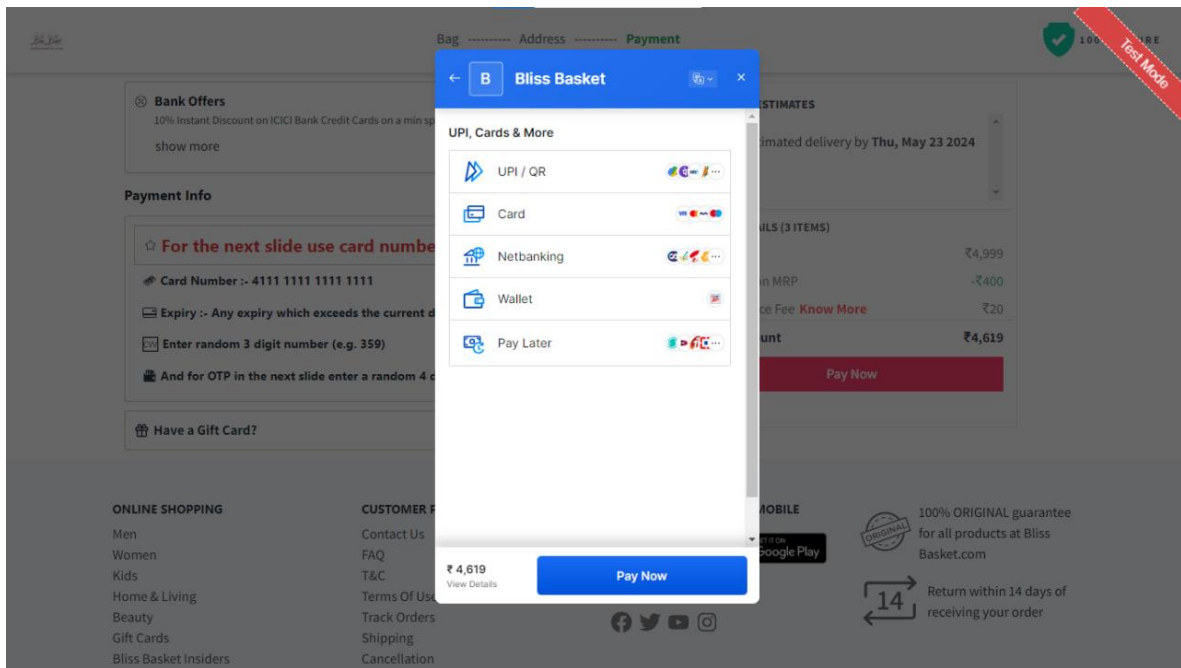 Bag ---------- Address ---------- Payment
Test Mode
Bank Offers
10% Instant Discount on ICICI Bank Credit Cards on a min sp
show more
Payment Info
For the next slide use card numbe
Card Number :- 4111 1111 1111 1111
Expiry :- Any expiry which exceeds the current d
CVV Enter random 3 digit number (e.g. 359)
And for OTP in the next slide enter a random 4 d
Have a Gift Card?
B Bliss Basket
UPI, Cards & More
UPI / QR
Card
Netbanking
Wallet
Pay Later
₹ 4,619
View Details
Pay Now
ESTIMATES
timated delivery by Thu, May 23 2024
AILS (3 ITEMS)
₹4,999
on MRP -₹400
ce Fee Know More ₹20
unt ₹4,619
Pay Now
ONLINE SHOPPING
Men
Women
Kids
Home & Living
Beauty
Gift Cards
Bliss Basket Insiders
CUSTOMER P
Contact Us
FAQ
T&C
Terms Of Use
Track Orders
Shipping
Cancellation
MOBILE
GET IT ON
Google Play
ORIGINAL
100% ORIGINAL guarantee
for all products at Bliss
Basket.com
14
Return within 14 days of
receiving your order